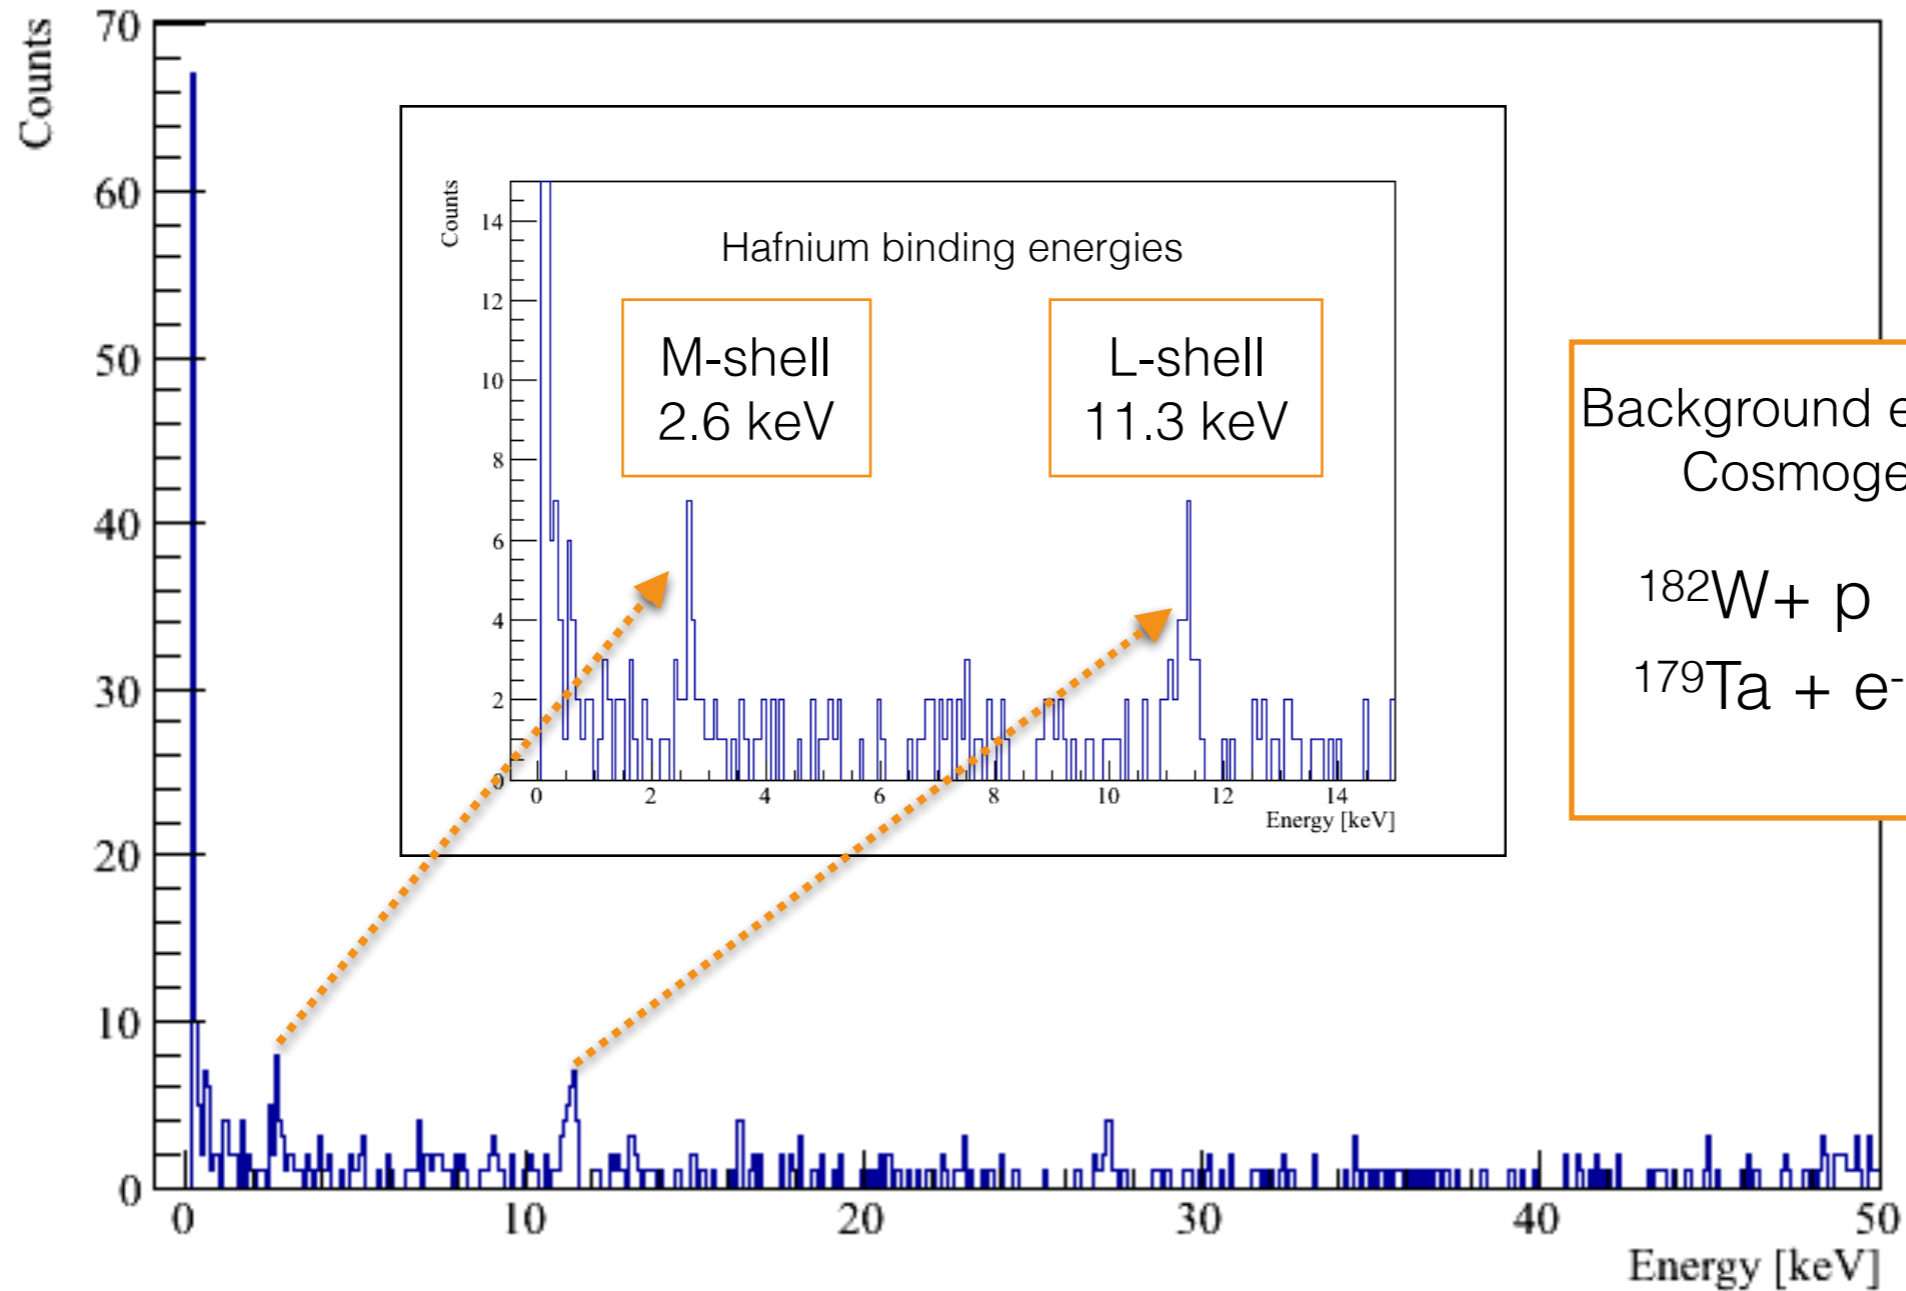 Counts
70
60
50
40
30
20
10
0
0 10 20 30 40 50
Energy [keV]
Counts
14
12
10
8
6
4
2
0
0 2 4 6 8 10 12 14
Energy [keV]
Hafnium binding energies
M-shell
2.6 keV
L-shell
11.3 keV
Background e
Cosmoge
¹⁸²W+ p
¹⁷⁹Ta + e⁻